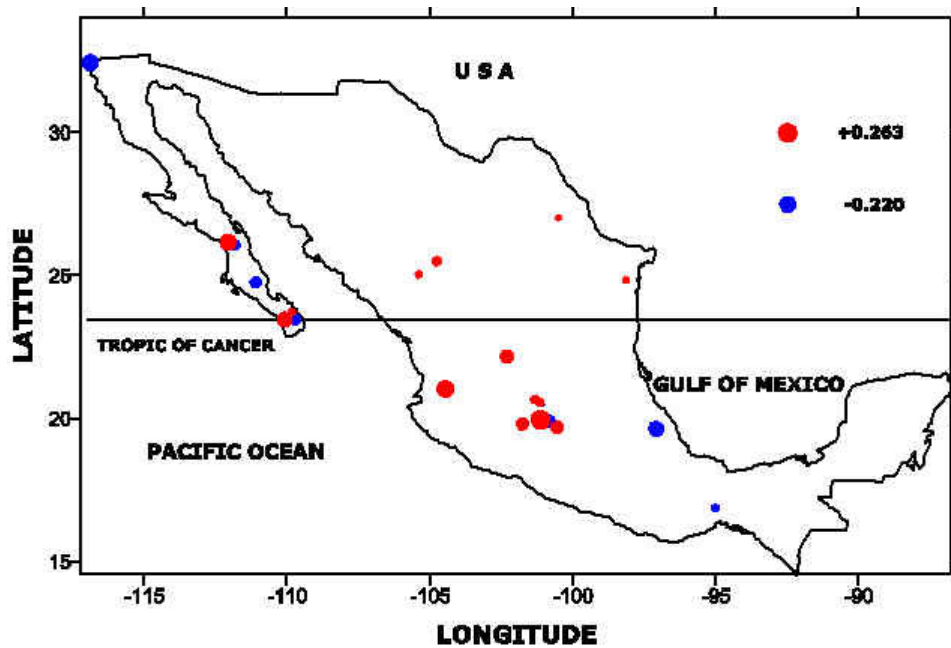 U S A
+0.263
-0.220
30
25
20
15
LATITUDE
TROPIC OF CANCER
GULF OF MEXICO
PACIFIC OCEAN
-115
-110
-105
-100
-95
-90
LONGITUDE